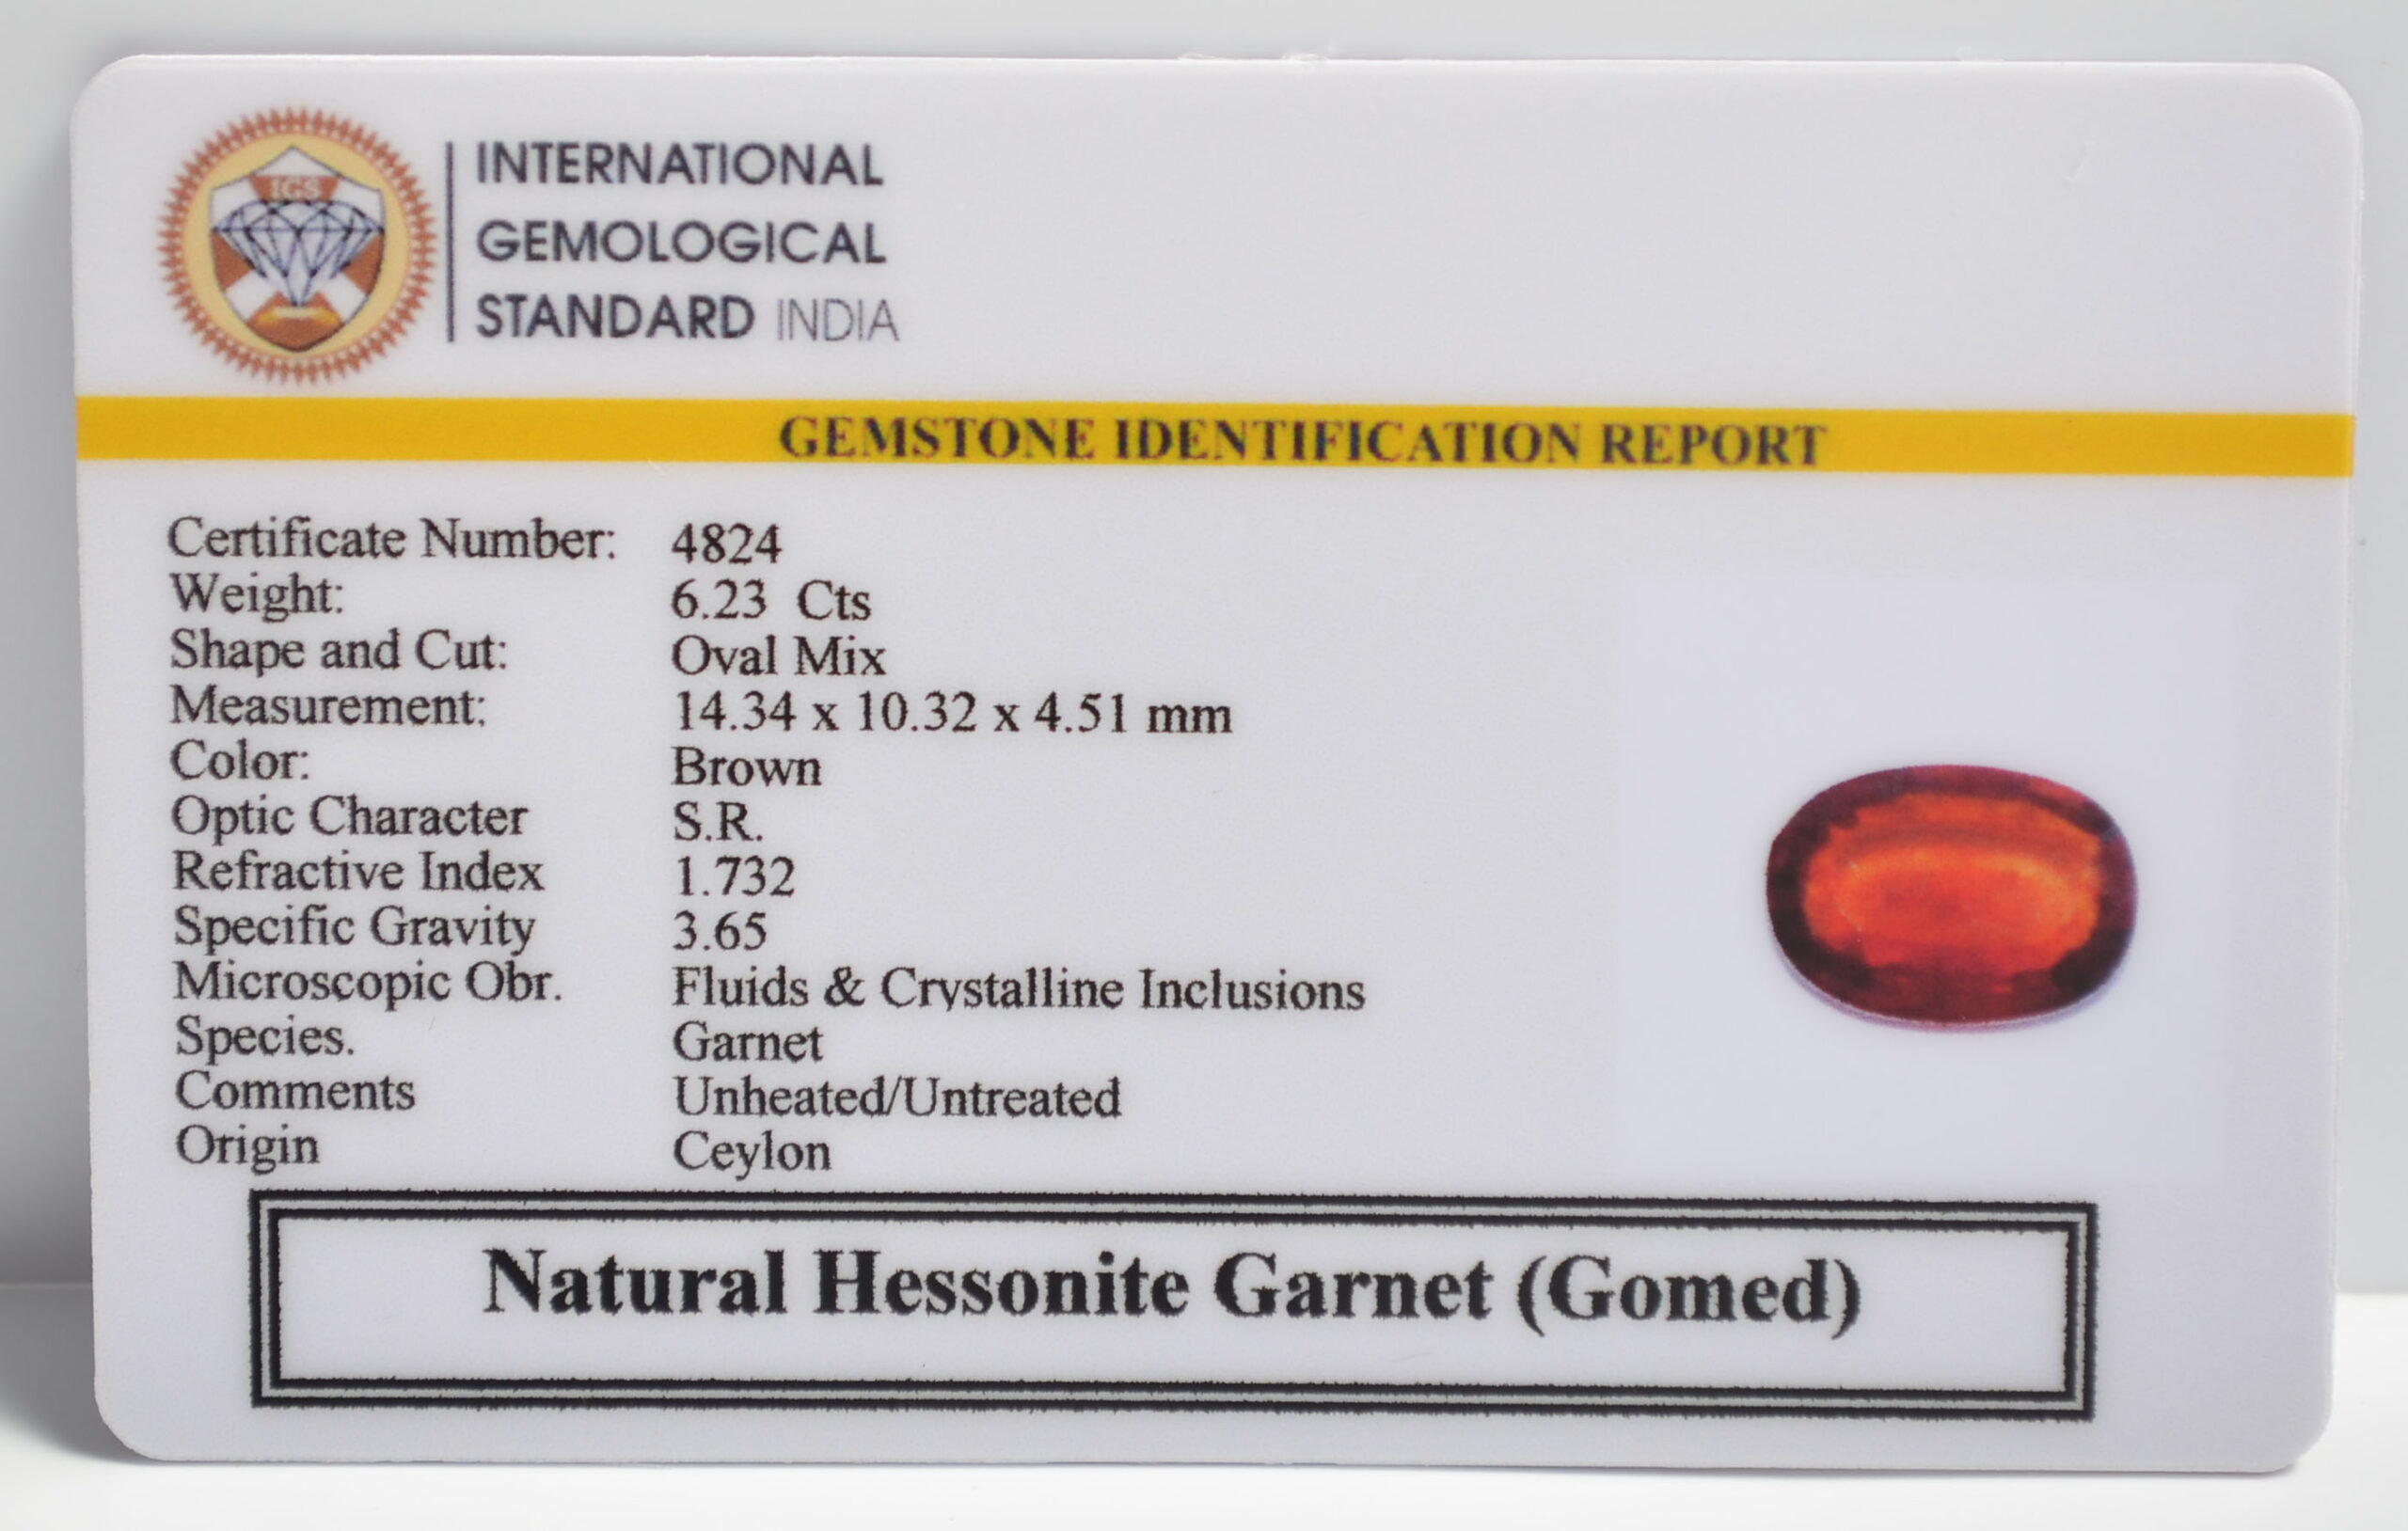 IGS
INTERNATIONAL
GEMOLOGICAL
STANDARD INDIA
GEMSTONE IDENTIFICATION REPORT
Certificate Number: 4824
Weight: 6.23 Cts
Shape and Cut: Oval Mix
Measurement: 14.34 x 10.32 x 4.51 mm
Color: Brown
Optic Character S.R.
Refractive Index 1.732
Specific Gravity 3.65
Microscopic Obr. Fluids & Crystalline Inclusions
Species. Garnet
Comments Unheated/Untreated
Origin Ceylon
Natural Hessonite Garnet (Gomed)